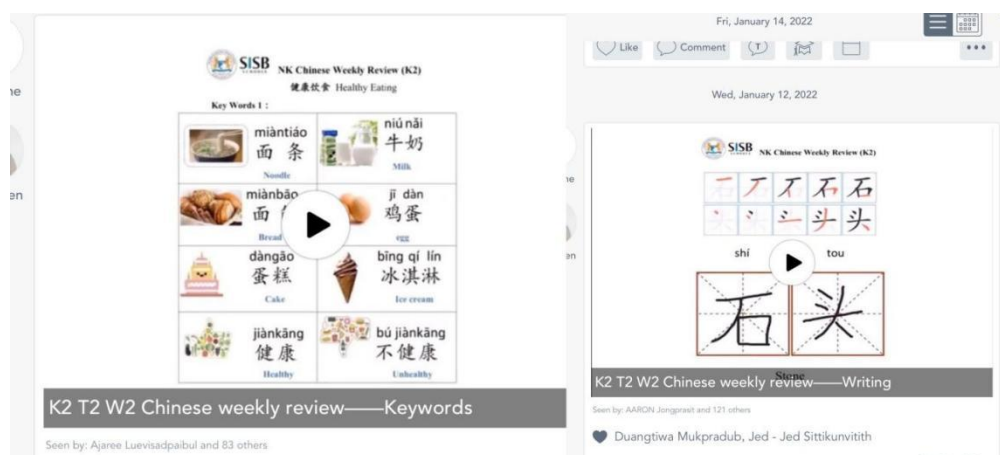 SISB
SCHOOLS
NK Chinese Weekly Review (K2)
健康饮食 Healthy Eating
Key Words 1 :
miàntiáo
面 条
Noodle
niú nǎi
牛奶
Milk
miànbāo
面
Bread
jī dàn
鸡蛋
egg
dàngāo
蛋糕
Cake
bīng qí lín
冰淇淋
Ice cream
jiànkāng
健康
Healthy
bú jiànkāng
不健康
Unhealthy
K2 T2 W2 Chinese weekly review——Keywords
Seen by: Ajaree Luevisadpaibul and 83 others
Fri, January 14, 2022
Like
Comment
T
Wed, January 12, 2022
SISB
NK Chinese Weekly Review (K2)
石
头
shí
tou
石 头
Stone
K2 T2 W2 Chinese weekly review——Writing
Seen by: AARON Jongprasit and 121 others
Duangtiwa Mukpradub, Jed - Jed Sittikunvitith